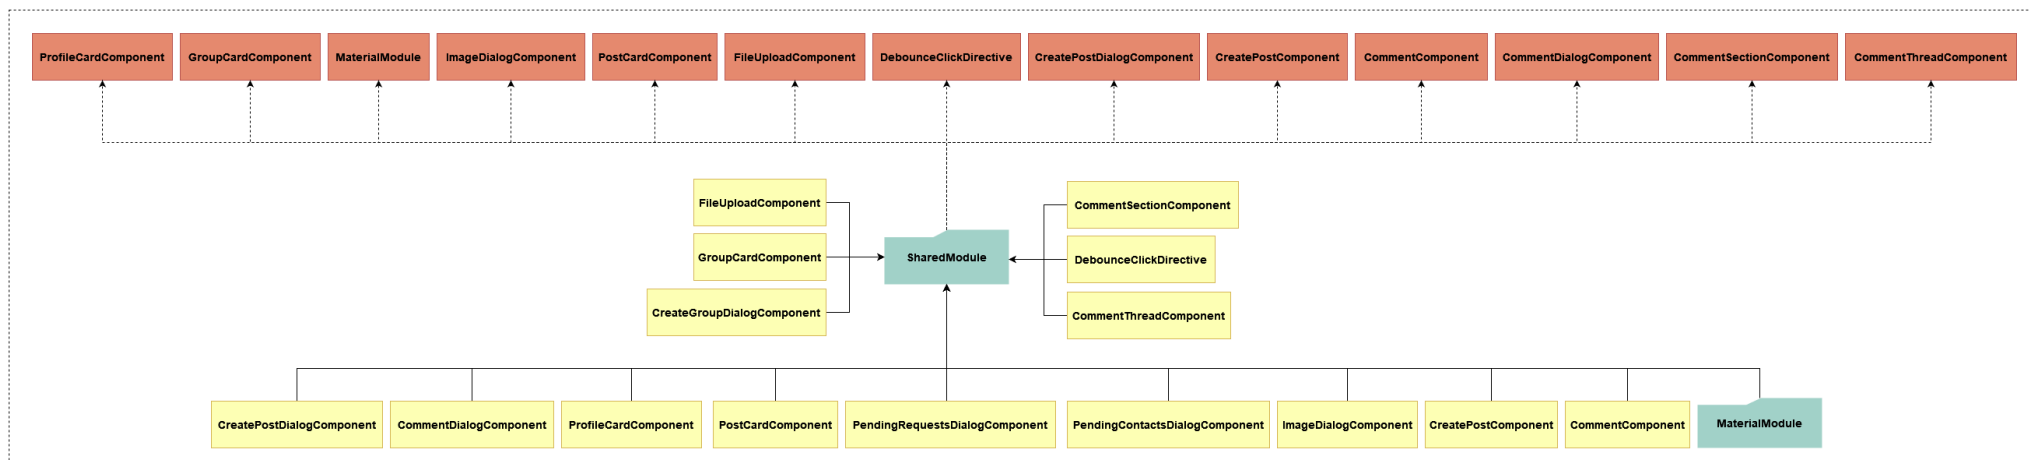 ProfileCardComponent
GroupCardComponent
MaterialModule
ImageDialogComponent
PostCardComponent
FileUploadComponent
DebounceClickDirective
CreatePostDialogComponent
CreatePostComponent
CommentComponent
CommentDialogComponent
CommentSectionComponent
CommentThreadComponent
FileUploadComponent
GroupCardComponent
CreateGroupDialogComponent
SharedModule
CommentSectionComponent
DebounceClickDirective
CommentThreadComponent
CreatePostDialogComponent
CommentDialogComponent
ProfileCardComponent
PostCardComponent
PendingRequestsDialogComponent
PendingContactsDialogComponent
ImageDialogComponent
CreatePostComponent
CommentComponent
MaterialModule